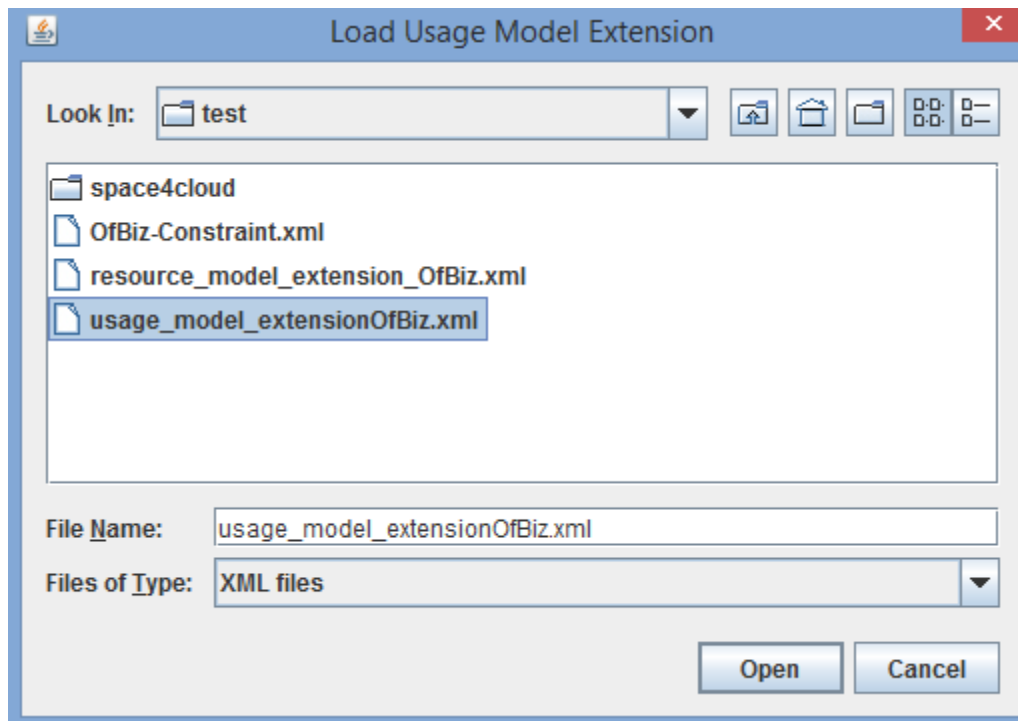 Load Usage Model Extension
Look In: test
space4cloud
OfBiz-Constraint.xml
resource_model_extension_OfBiz.xml
usage_model_extensionOfBiz.xml
File Name: usage_model_extensionOfBiz.xml
Files of Type: XML files
Open Cancel